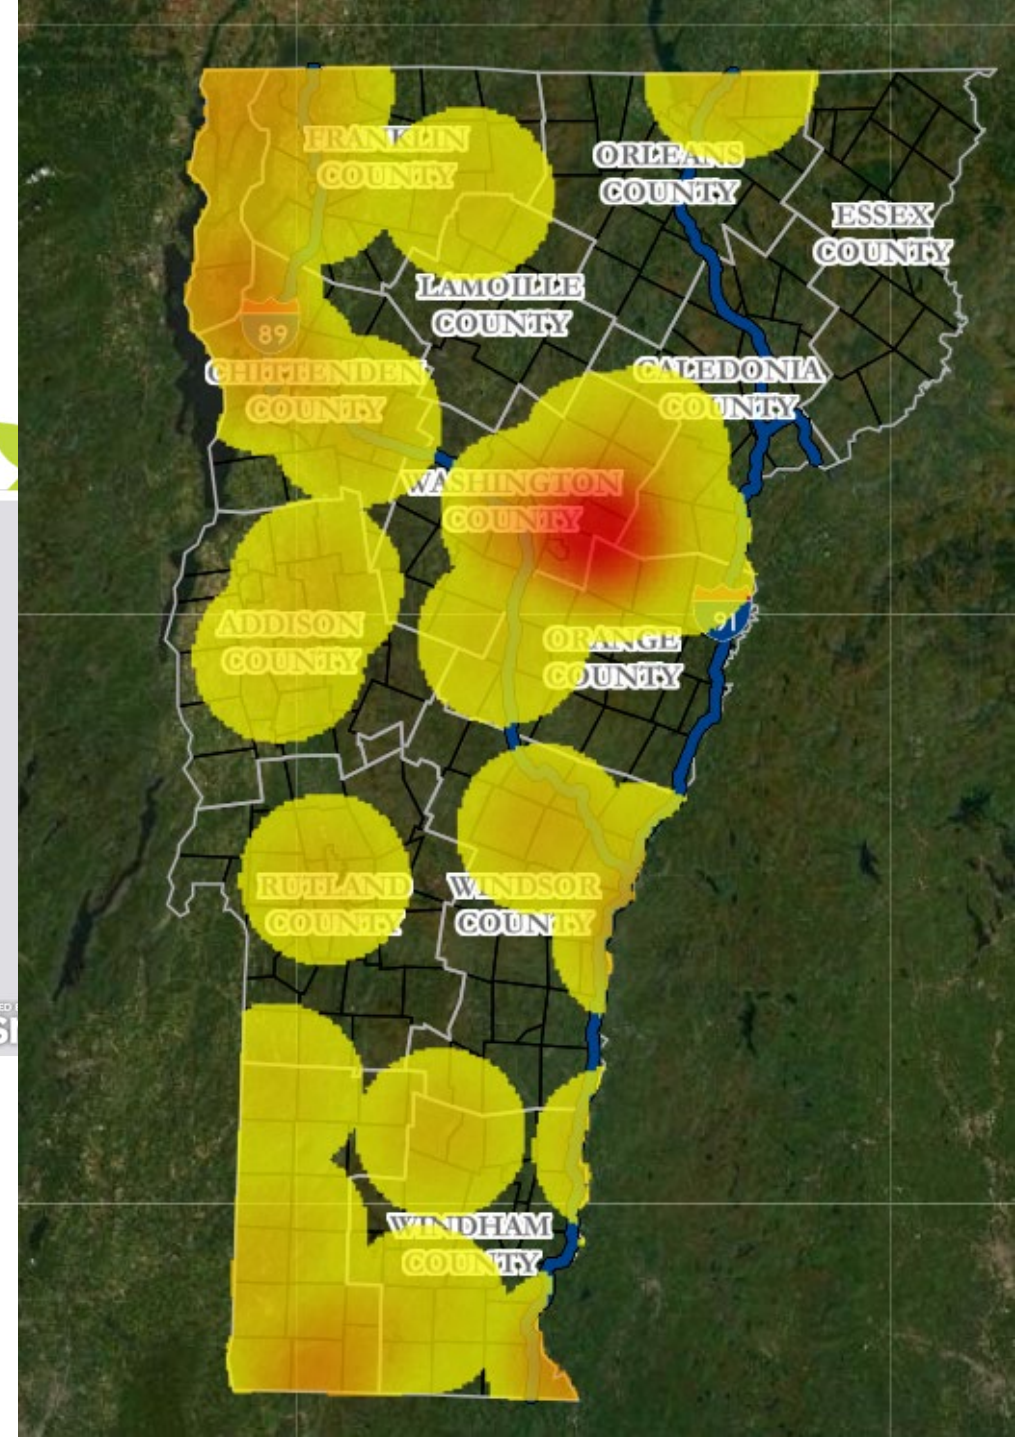 FRANKLIN
COUNTY
ORLEANS
COUNTY
ESSEX
COUNTY
LAMOILLE
COUNTY
89
CHITTENDEN
COUNTY
CALEDONIA
COUNTY
WASHINGTON
COUNTY
ADDISON
COUNTY
91
ORANGE
COUNTY
RUTLAND
COUNTY
WINDSOR
COUNTY
WINDHAM
COUNTY